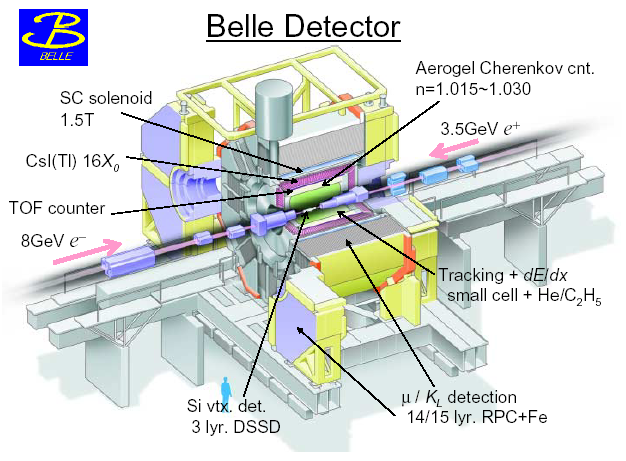 BELLE
Belle Detector
Aerogel Cherenkov cnt.
n=1.015~1.030
SC solenoid
1.5T
3.5GeV e⁺
CsI(Tl) 16X₀
TOF counter
8GeV e⁻
Tracking + dE/dx
small cell + He/C₂H₅
Si vtx. det.
3 lyr. DSSD
μ / K_L detection
14/15 lyr. RPC+Fe